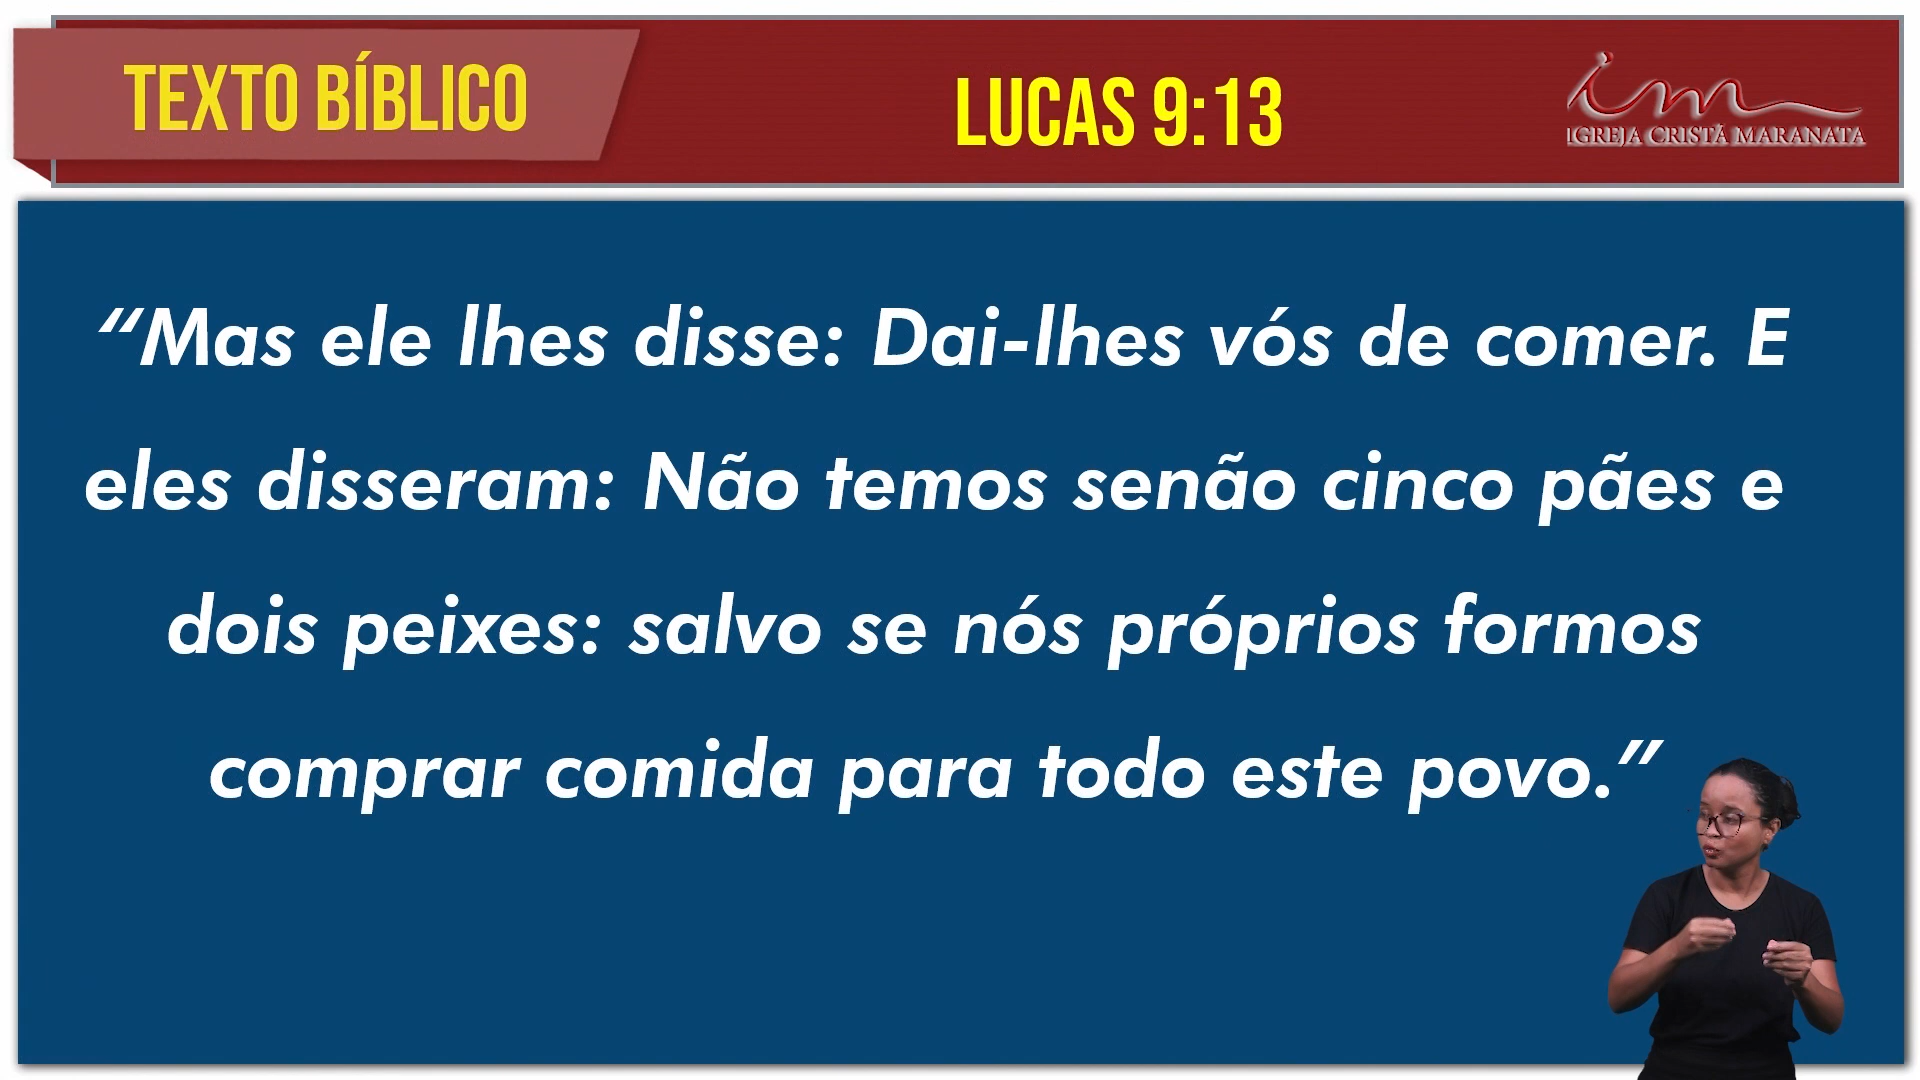 TEXTO BÍBLICO
LUCAS 9:13
im
IGREJA CRISTÃ MARANATA
“Mas ele lhes disse: Dai-lhes vós de comer. E
eles disseram: Não temos senão cinco pães e
dois peixes: salvo se nós próprios formos
comprar comida para todo este povo.”